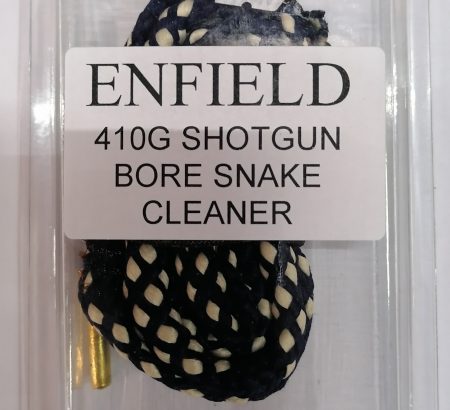 ENFIELD
410G SHOTGUN
BORE SNAKE
CLEANER